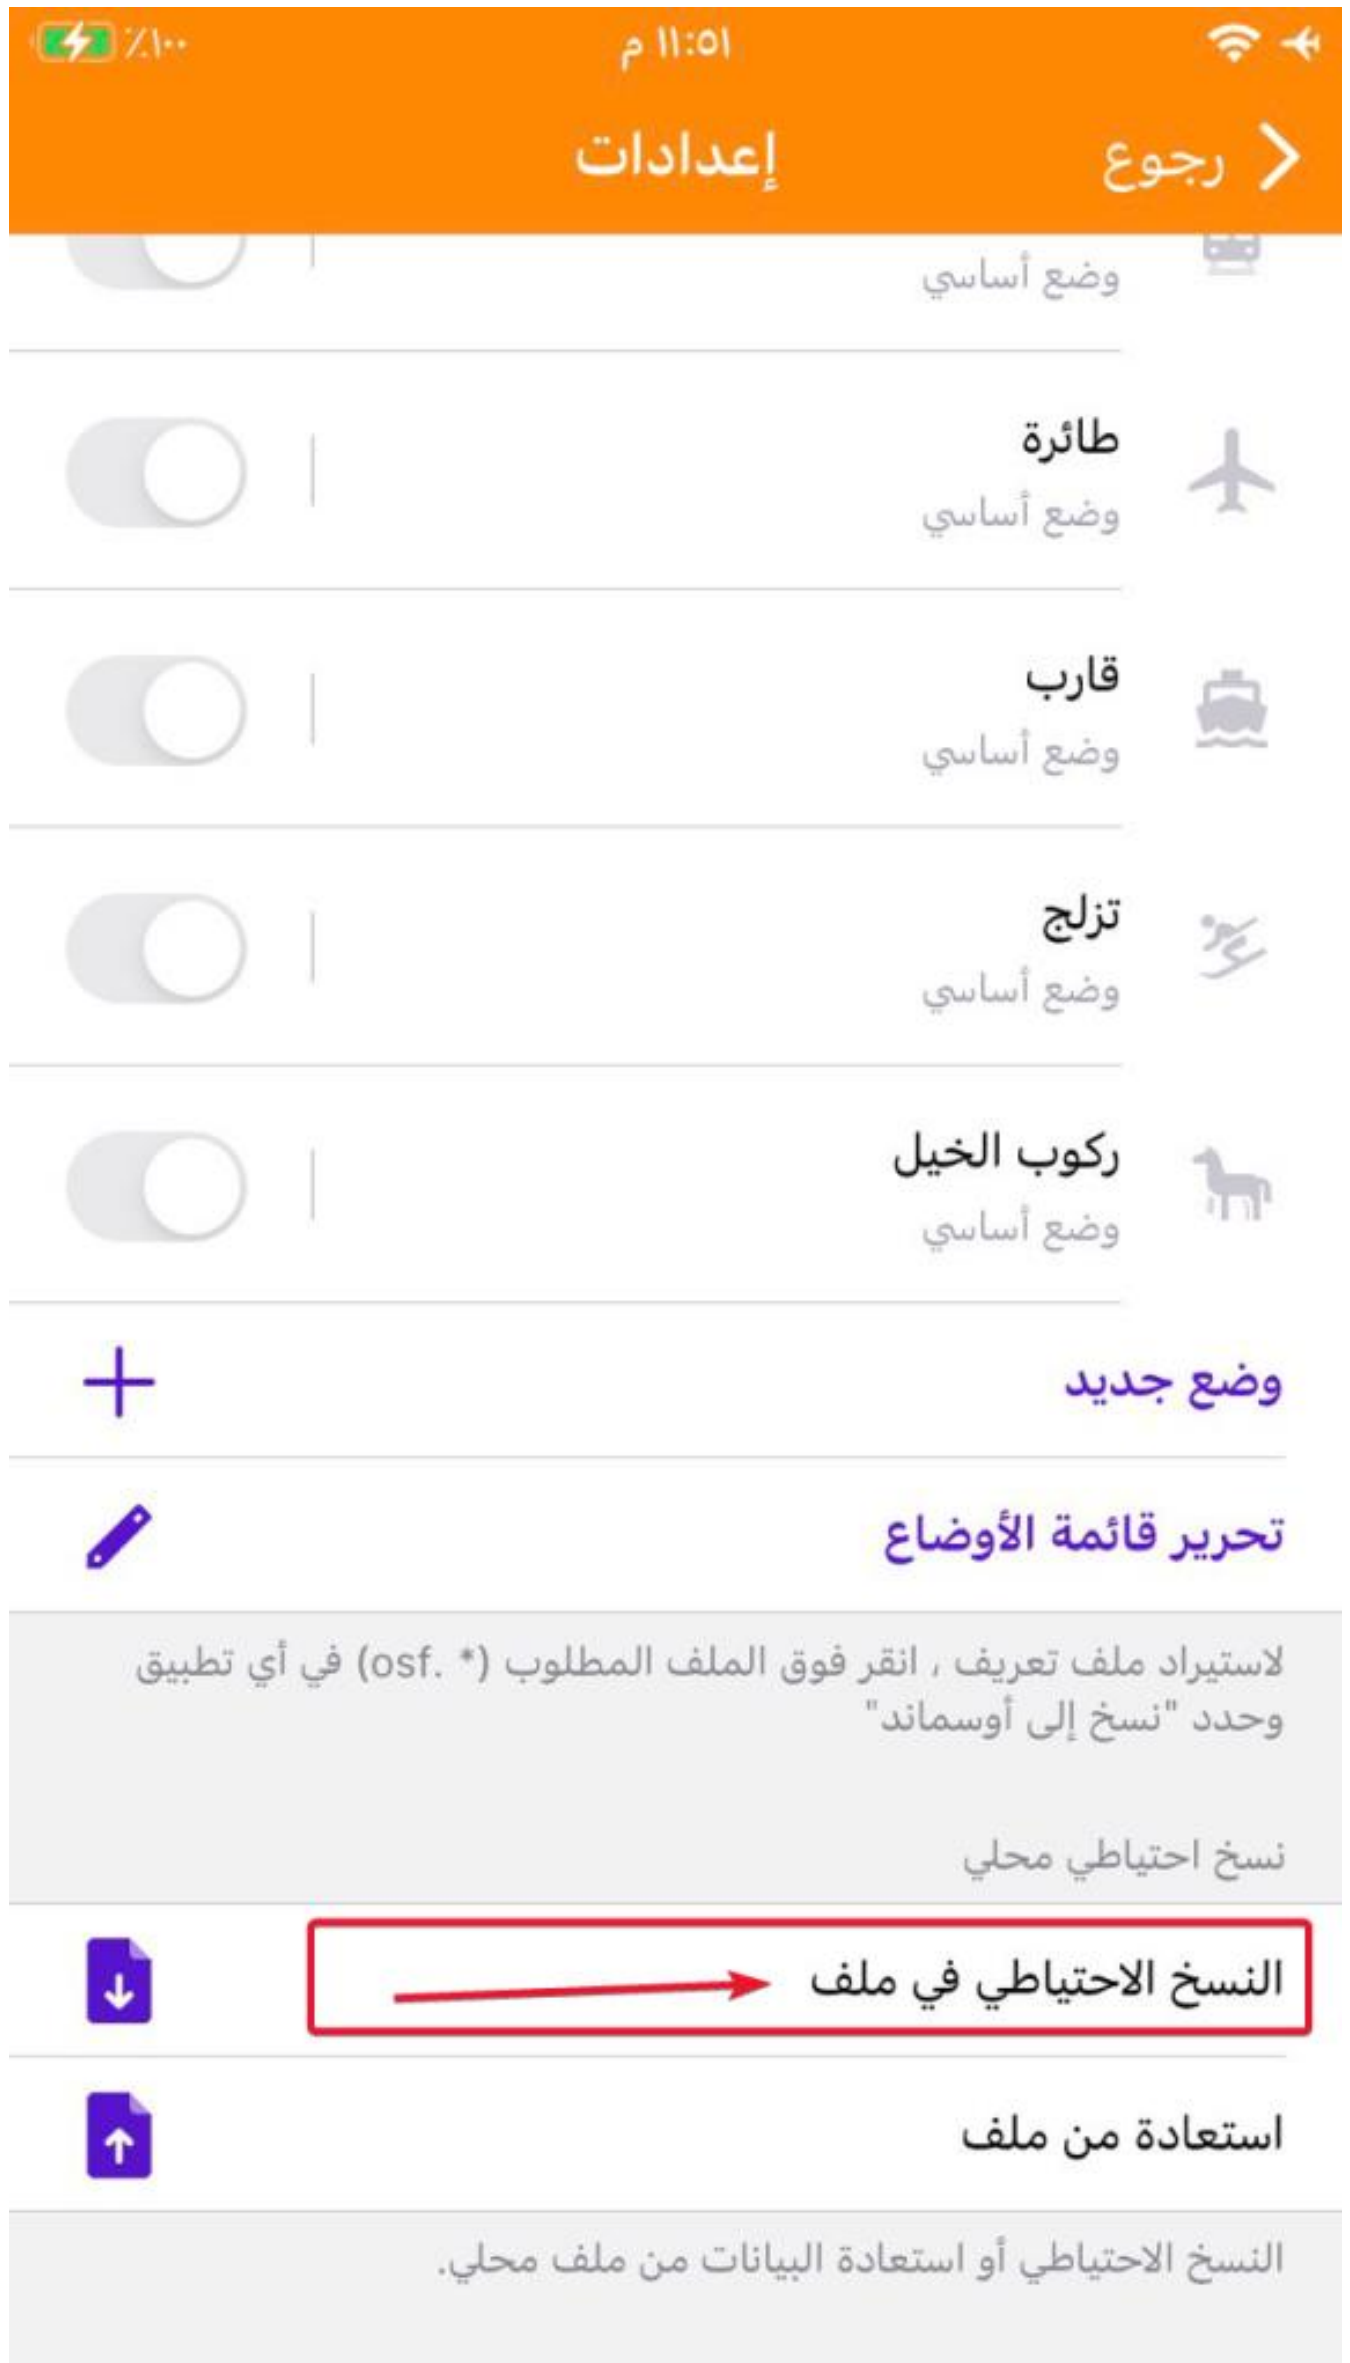 ٪۱۰۰
۱۱:٥١ م
رجوع
إعدادات
وضع أساسي
طائرة
وضع أساسي
قارب
وضع أساسي
تزلج
وضع أساسي
ركوب الخيل
وضع أساسي
وضع جديد
تحرير قائمة الأوضاع
لاستيراد ملف تعريف ، انقر فوق الملف المطلوب (* .osf) في أي تطبيق
وحدد "نسخ إلى أوسماند"
نسخ احتياطي محلي
النسخ الاحتياطي في ملف
استعادة من ملف
النسخ الاحتياطي أو استعادة البيانات من ملف محلي.